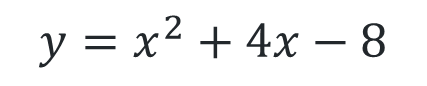 y = x² + 4x − 8